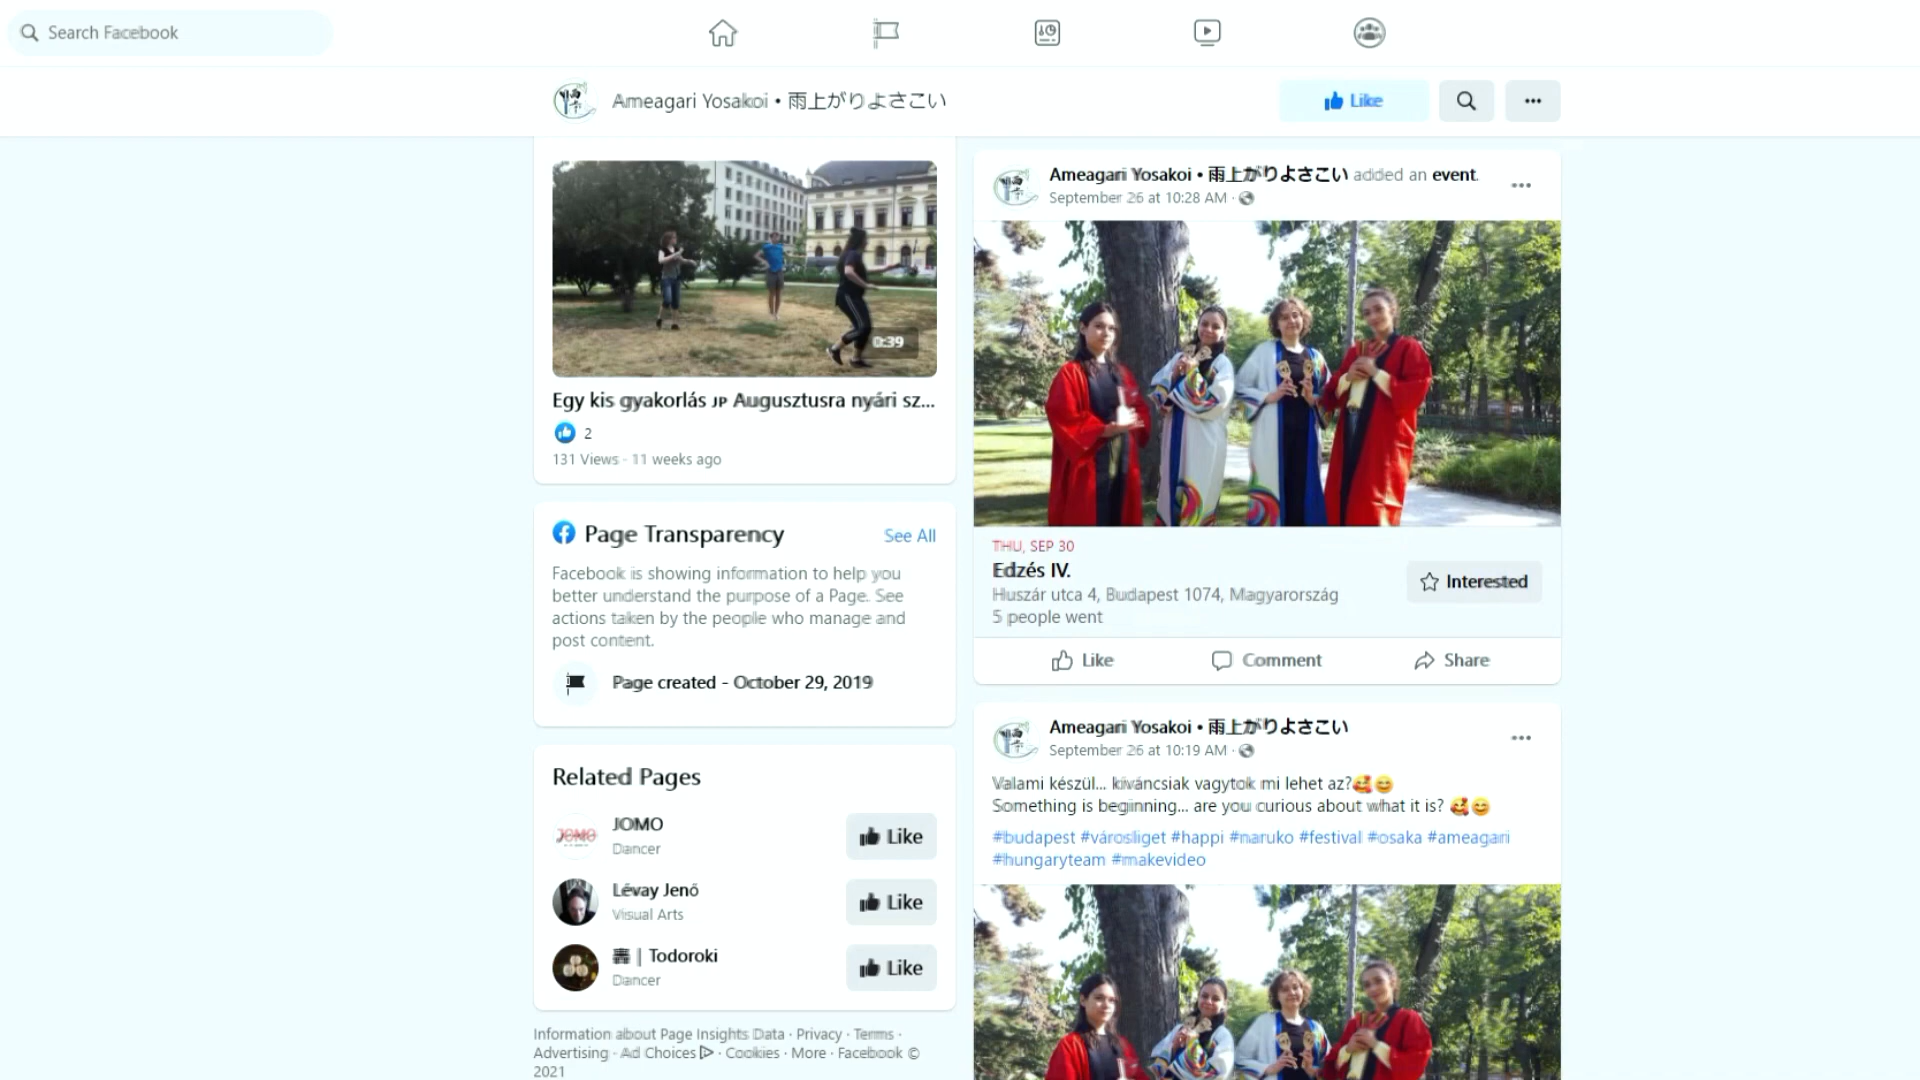 Search Facebook
Ameagari Yosakoi • 雨上がりよさこい
Like
0:39
Egy kis gyakorlás JP Augusztusra nyári sz...
2
131 Views · 11 weeks ago
Page Transparency
See All
Facebook is showing information to help you
better understand the purpose of a Page. See
actions taken by the people who manage and
post content.
Page created - October 29, 2019
Related Pages
JOMO
Dancer
Like
Lévay Jenő
Visual Arts
Like
轟 | Todoroki
Dancer
Like
Information about Page Insights Data · Privacy · Terms ·
Advertising · Ad Choices · Cookies · More · Facebook ©
2021
Ameagari Yosakoi • 雨上がりよさこい added an event.
September 26 at 10:28 AM ·
THU, SEP 30
Edzés IV.
Huszár utca 4, Budapest 1074, Magyarország
5 people went
Interested
Like
Comment
Share
Ameagari Yosakoi • 雨上がりよさこい
September 26 at 10:19 AM ·
Valami készül... kíváncsiak vagytok mi lehet az?🥰😊
Something is beginning... are you curious about what it is? 🥰😊
#budapest #városliget #happi #naruko #festival #osaka #ameagari
#hungaryteam #makevideo